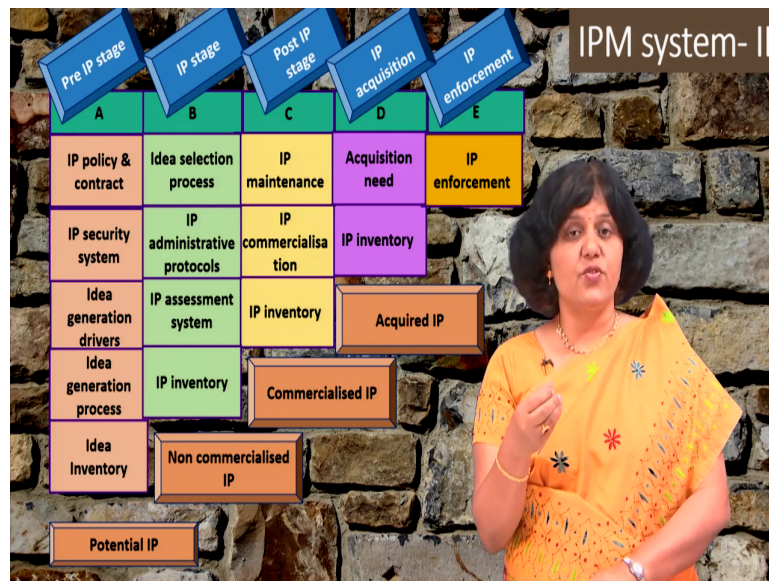 IPM system- I
Pre IP stage
IP stage
Post IP
stage
IP
acquisition
IP
enforcement
A
B
C
D
E
IP policy &
contract
Idea selection
process
IP
maintenance
Acquisition
need
IP
enforcement
IP security
system
IP
administrative
protocols
IP
commercialisa
tion
IP inventory
Idea
generation
drivers
IP assessment
system
IP inventory
Acquired IP
Idea
generation
process
IP inventory
Commercialised IP
Idea
Inventory
Non commercialised
IP
Potential IP